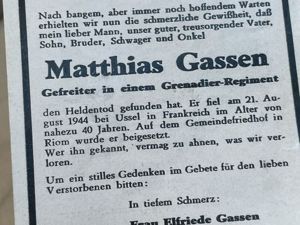 Nach bangem, aber immer noch hoffendem Warten
erhielten wir nun die schmerzliche Gewißheit, daß
mein lieber Mann, unser guter, treusorgender Vater,
Sohn, Bruder, Schwager und Onkel
Matthias Gassen
Gefreiter in einem Grenadier-Regiment
den Heldentod gefunden hat. Er fiel am 21. Au-
gust 1944 bei Ussel in Frankreich im Alter von
nahezu 40 Jahren. Auf dem Gemeindefriedhof in
Riom wurde er beigesetzt.
Wer ihn gekannt, vermag zu ahnen, was wir ver-
loren.
Um ein stilles Gedenken im Gebete für den lieben
Verstorbenen bitten:
In tiefem Schmerz:
Frau Elfriede Gassen